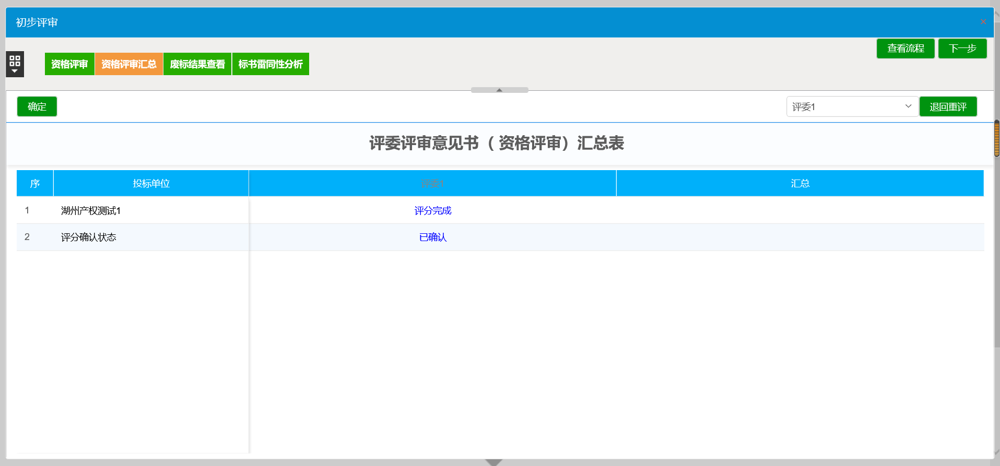 初步评审
查看流程 下一步
资格评审 资格评审汇总 废标结果查看 标书雷同性分析
确定 评委1 退回重评
评委评审意见书（资格评审）汇总表
序 投标单位 评委1 汇总
1 湖州产权测试1 评分完成
2 评分确认状态 已确认